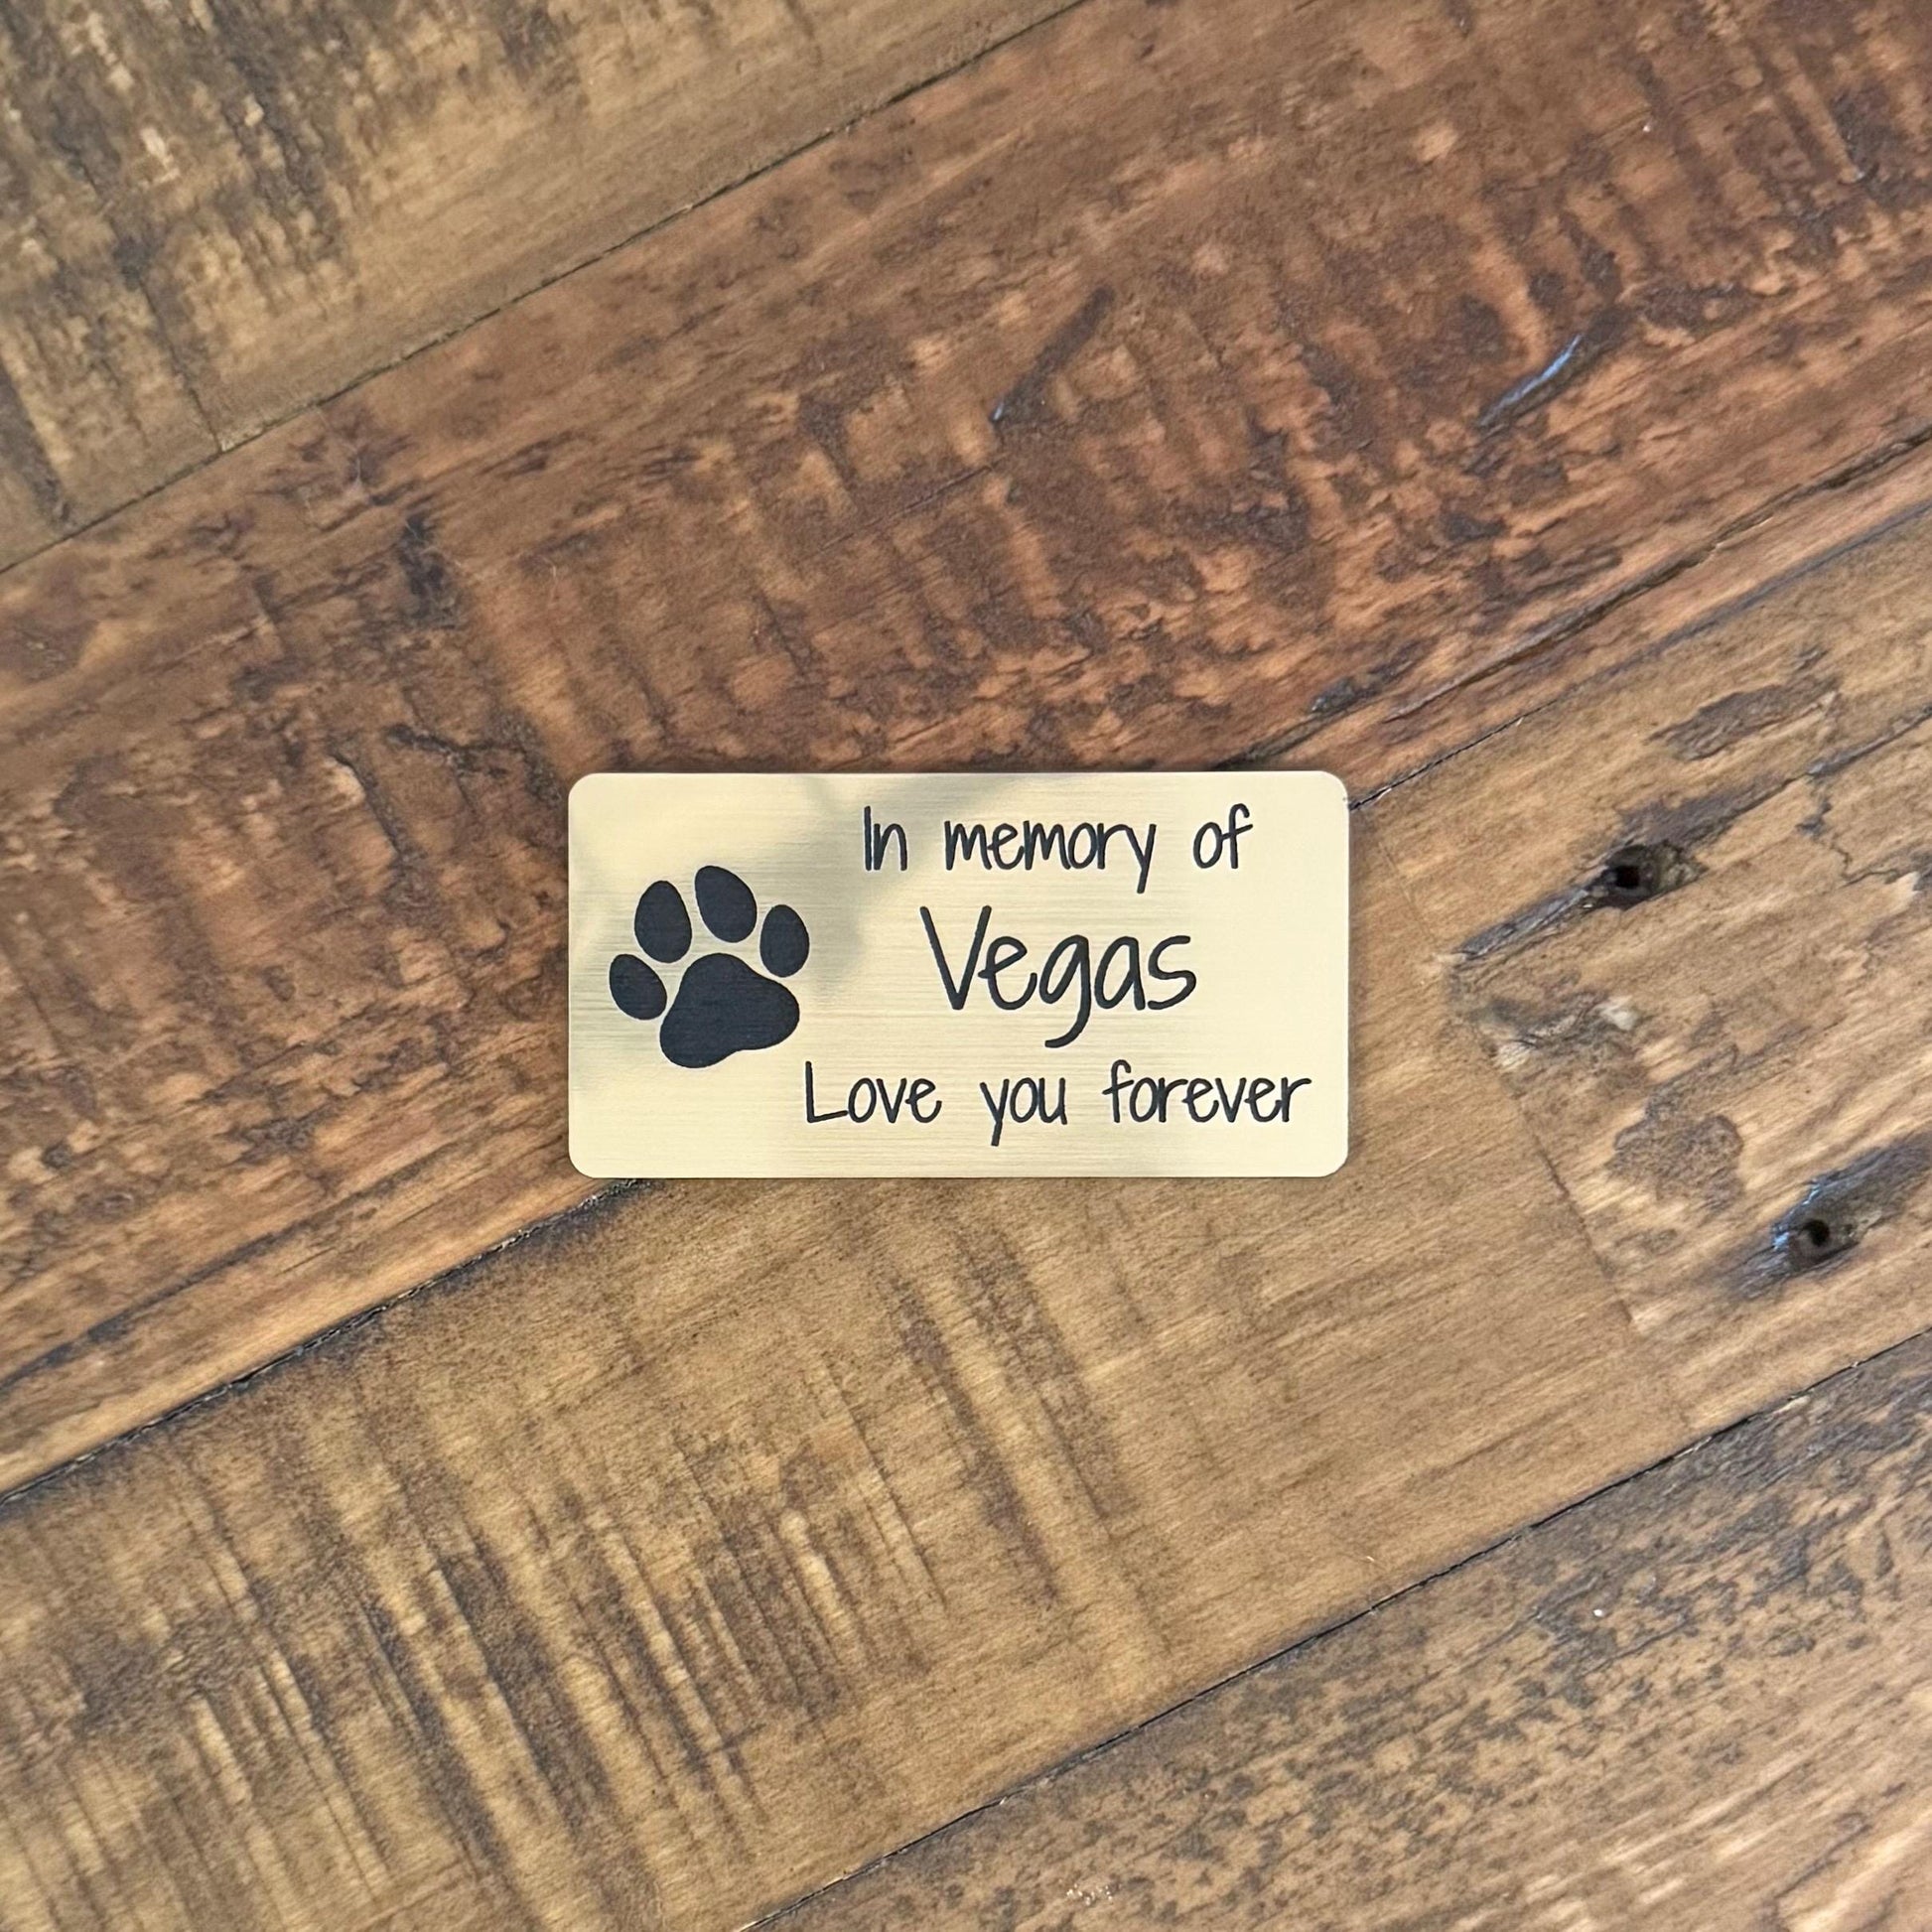 In memory of
Vegas
Love you forever